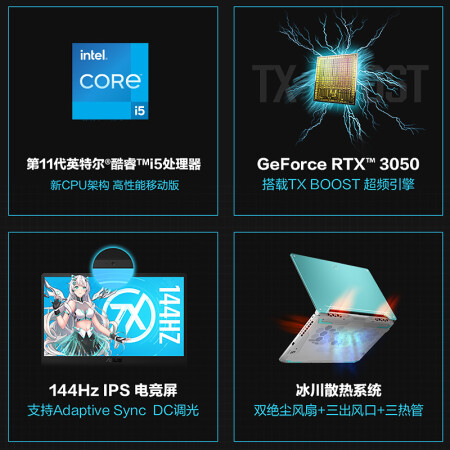 intel
CORE
i5
第11代英特尔®酷睿™i5处理器
新CPU架构 高性能移动版
TX BOOST
GeForce RTX™ 3050
搭载TX BOOST 超频引擎
TX
144HZ
144Hz IPS 电竞屏
支持Adaptive Sync DC调光
冰川散热系统
双绝尘风扇+三出风口+三热管